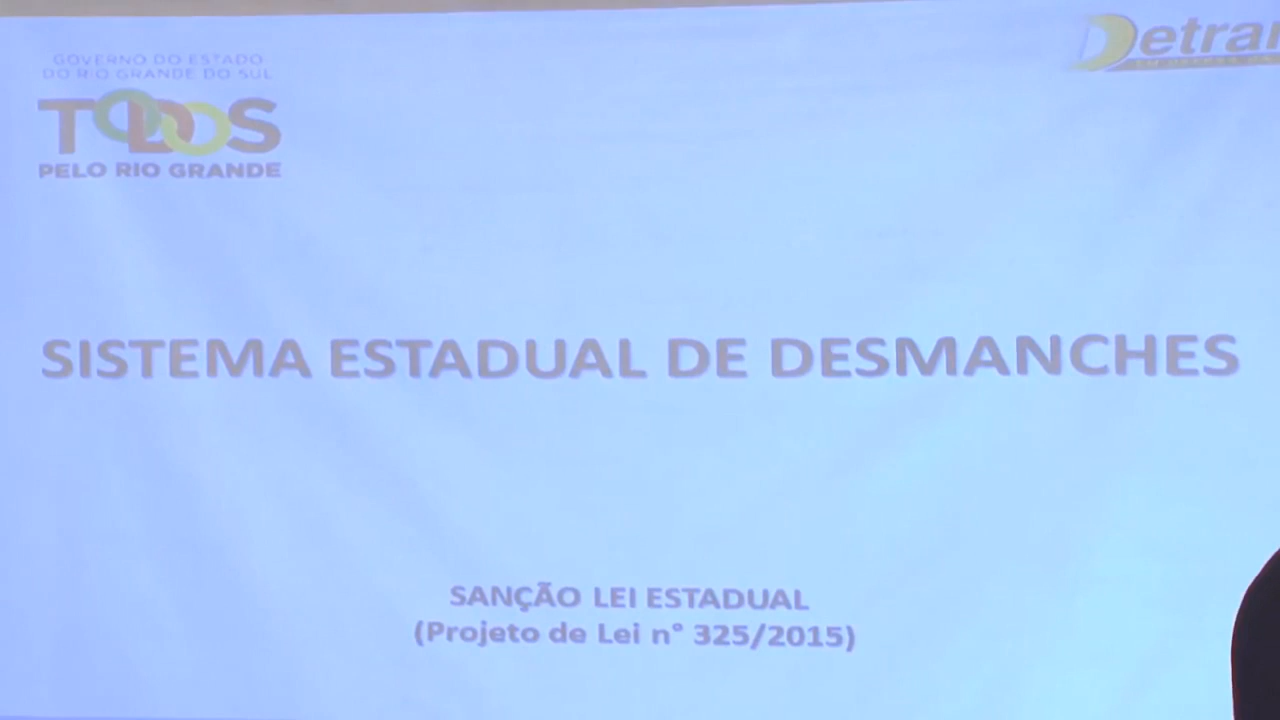 GOVERNO DO ESTADO
DO RIO GRANDE DO SUL
TODOS
PELO RIO GRANDE
Detran
SISTEMA ESTADUAL DE DESMANCHES
SANÇÃO LEI ESTADUAL
(Projeto de Lei n° 325/2015)